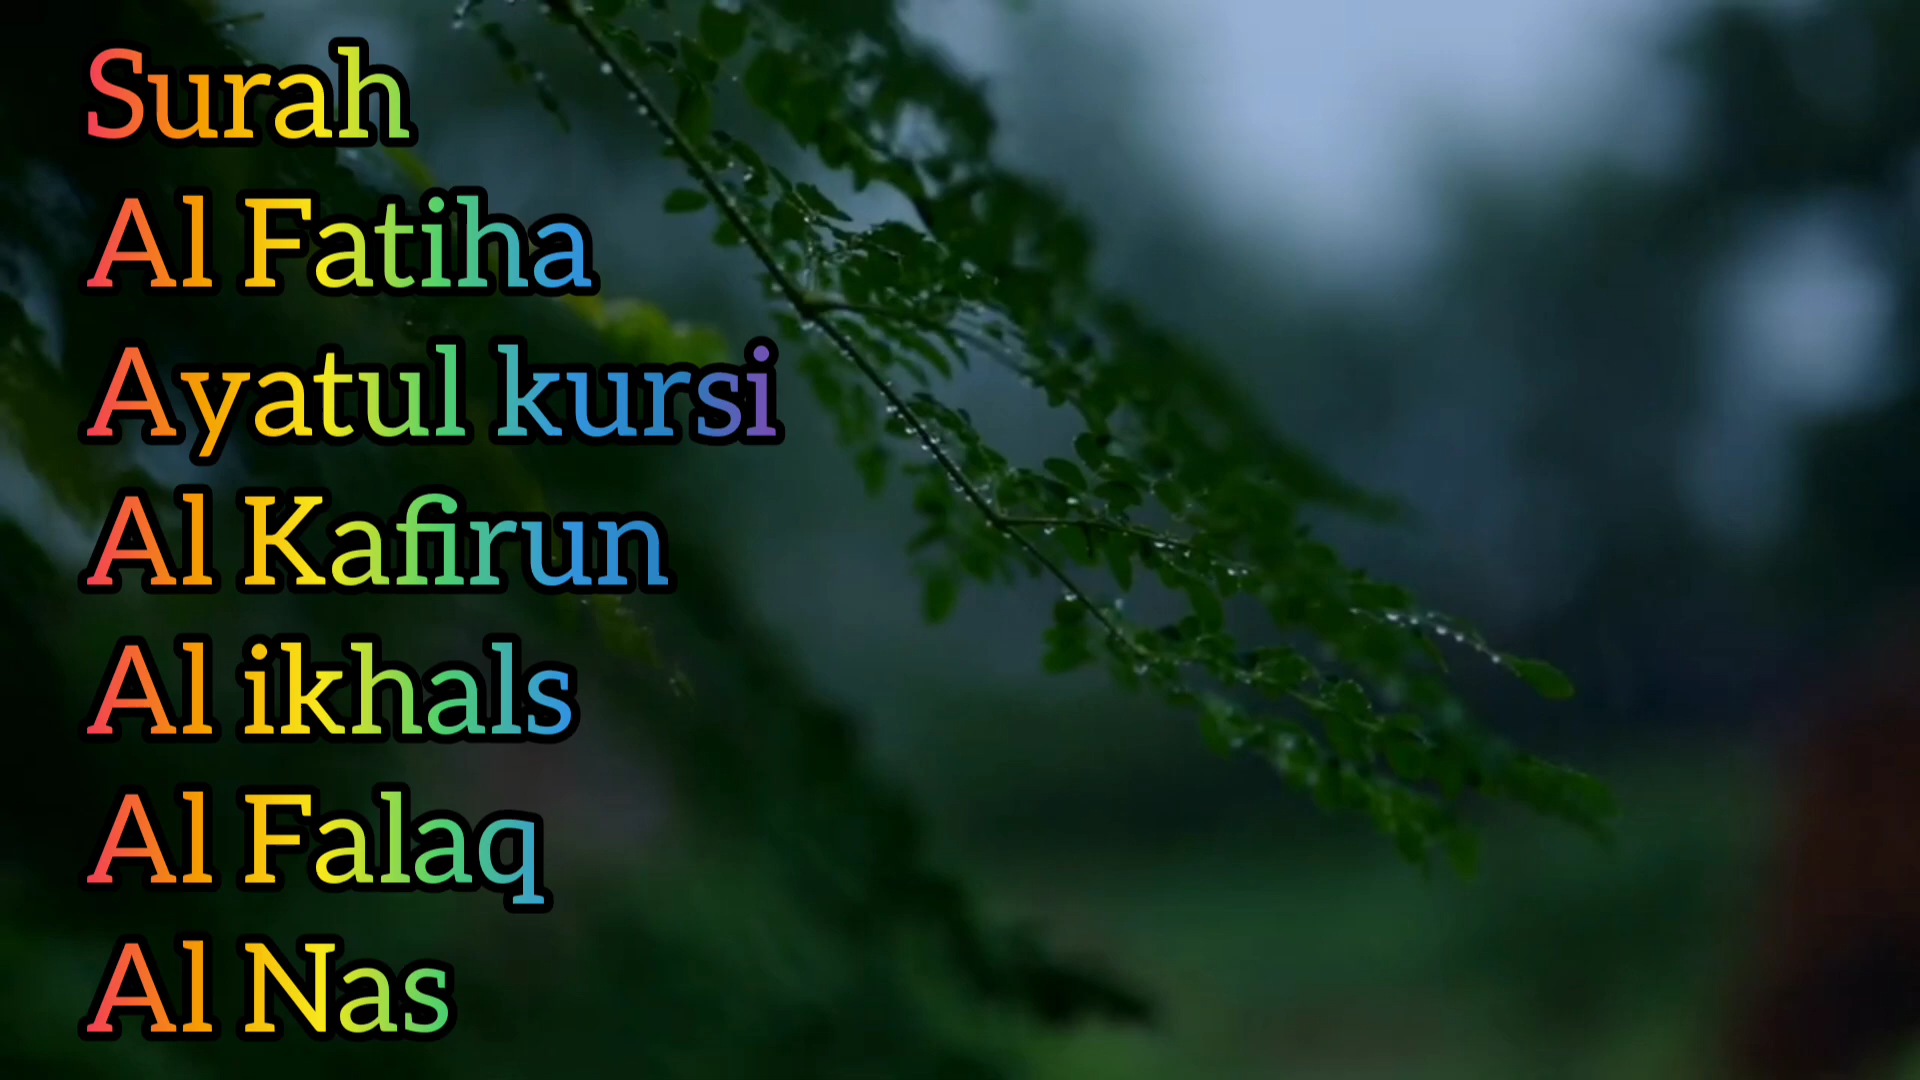 Surah
Al Fatiha
Ayatul kursi
Al Kafirun
Al ikhals
Al Falaq
Al Nas